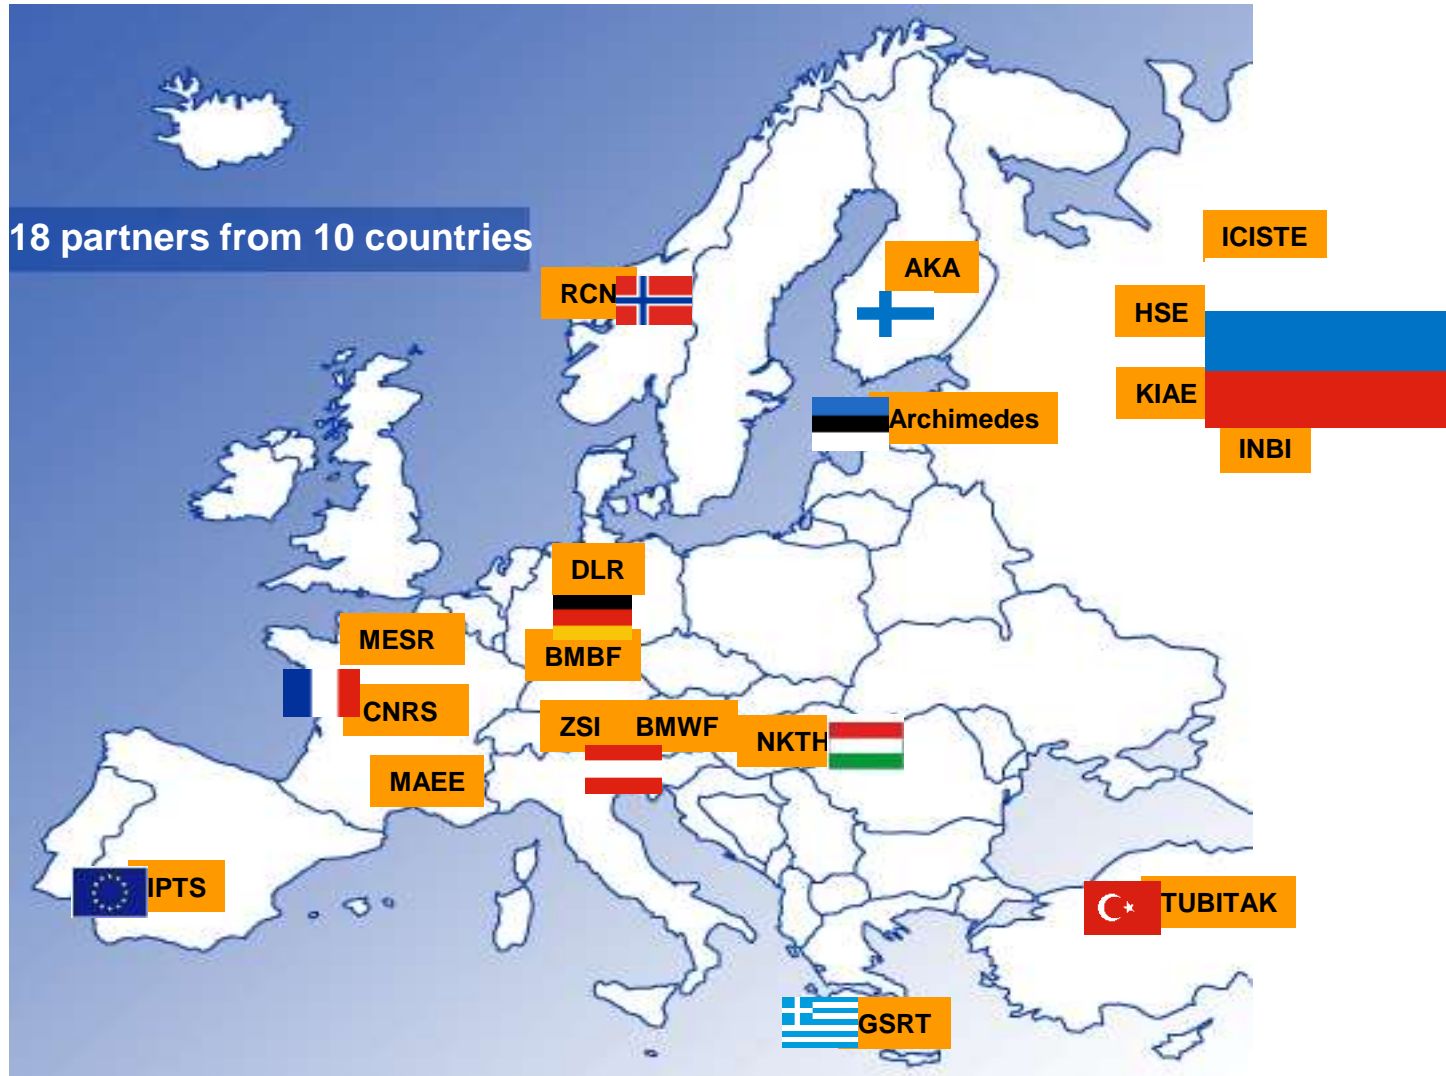 18 partners from 10 countries
ICISTE
AKA
RCN
HSE
KIAE
Archimedes
INBI
DLR
MESR
BMBF
CNRS
ZSI
BMWF
NKTH
MAEE
IPTS
TUBITAK
GSRT